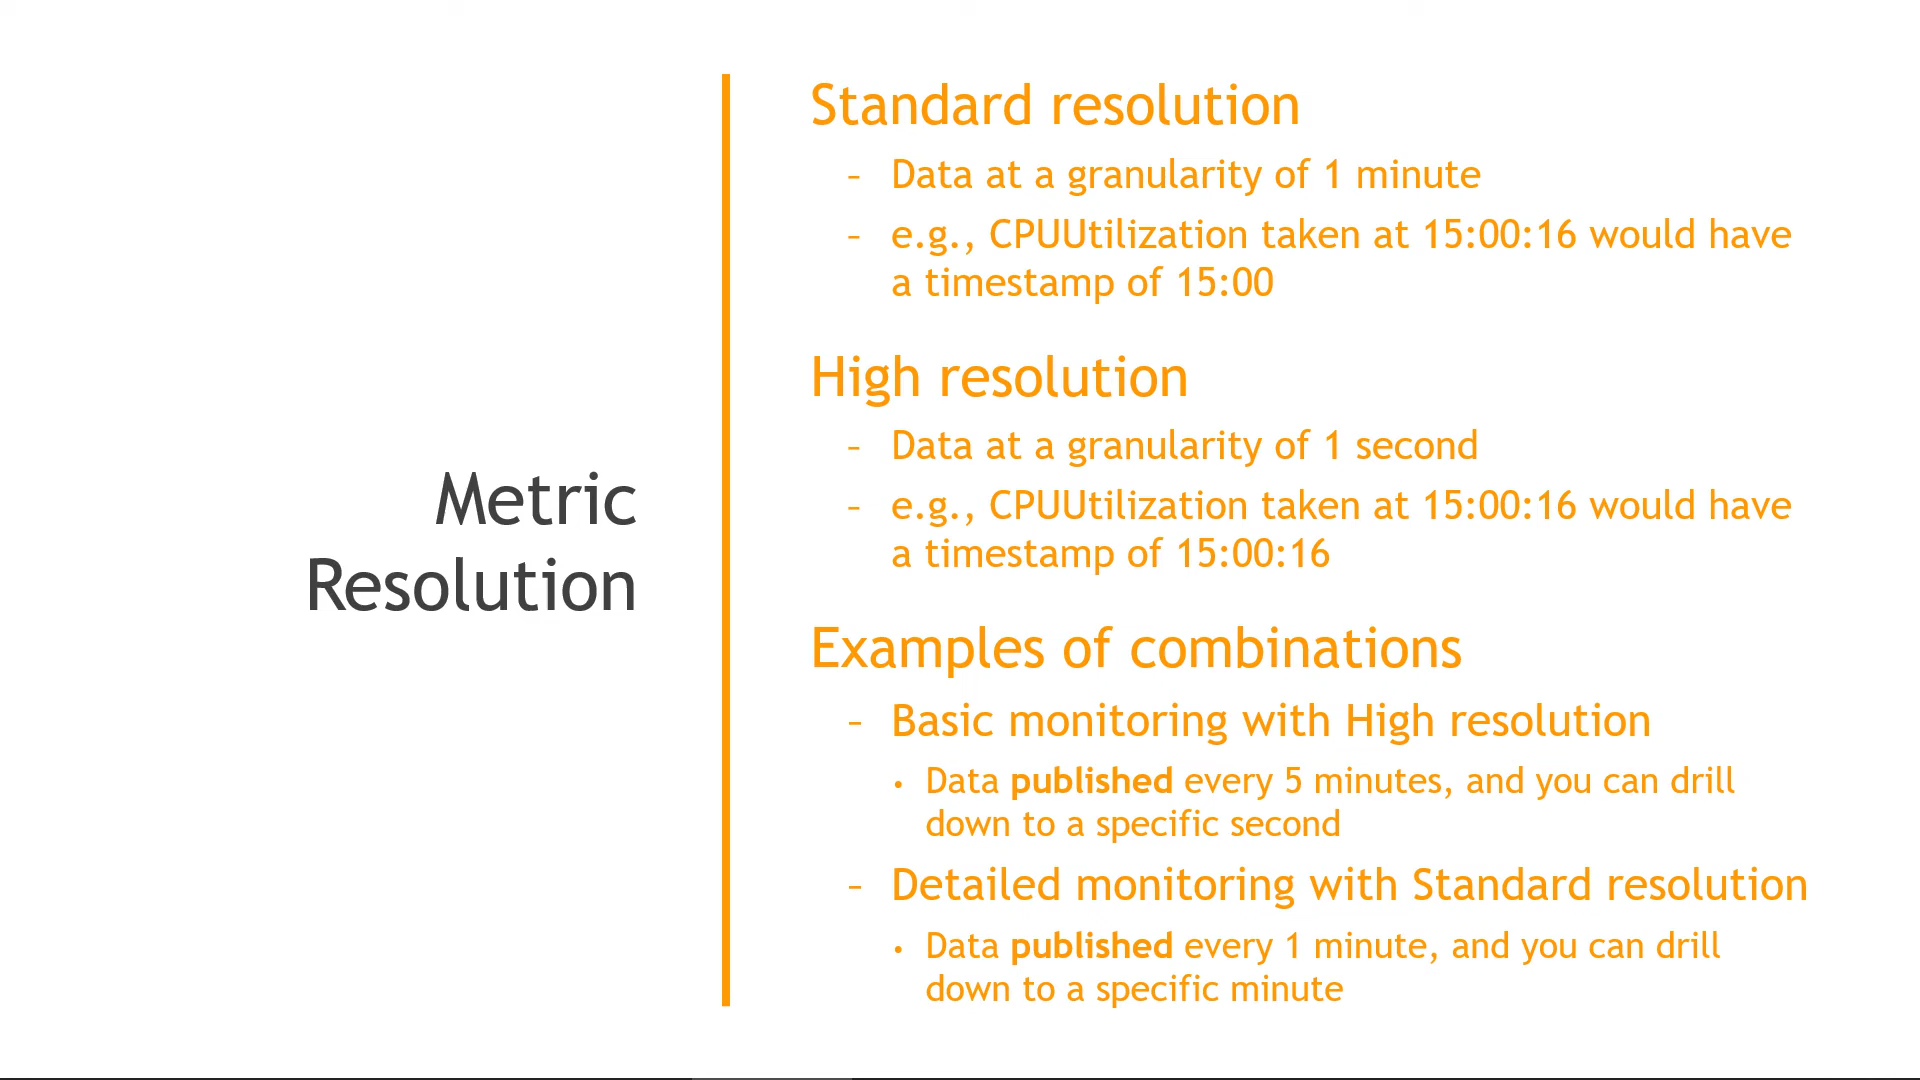 Metric
Resolution
Standard resolution
– Data at a granularity of 1 minute
– e.g., CPUUtilization taken at 15:00:16 would have
a timestamp of 15:00
High resolution
– Data at a granularity of 1 second
– e.g., CPUUtilization taken at 15:00:16 would have
a timestamp of 15:00:16
Examples of combinations
– Basic monitoring with High resolution
• Data published every 5 minutes, and you can drill
down to a specific second
– Detailed monitoring with Standard resolution
• Data published every 1 minute, and you can drill
down to a specific minute